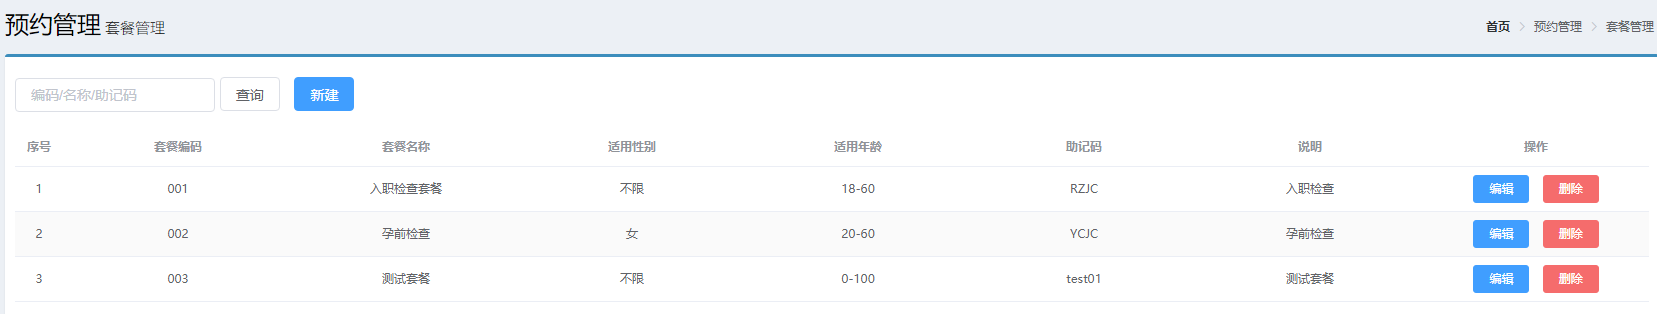 预约管理 套餐管理 首页 > 预约管理 > 套餐管理
编码/名称/助记码 查询 新建
序号 套餐编码 套餐名称 适用性别 适用年龄 助记码 说明 操作
1 001 入职检查套餐 不限 18-60 RZJC 入职检查 编辑 删除
2 002 孕前检查 女 20-60 YCJC 孕前检查 编辑 删除
3 003 测试套餐 不限 0-100 test01 测试套餐 编辑 删除